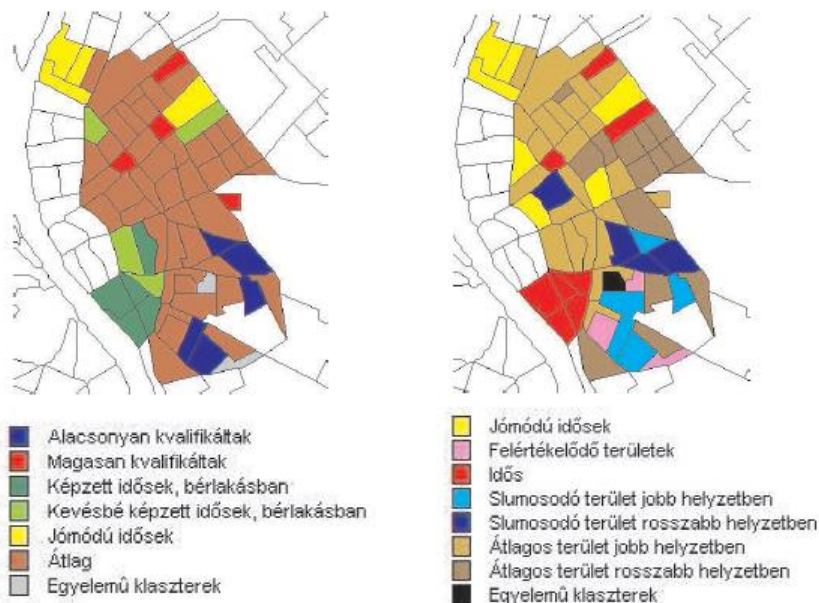 Alacsonyan kvalifikáltak
Magasan kvalifikáltak
Képzett idősek, bérlakásban
Kevésbé képzett idősek, bérlakásban
Jómódú idősek
Átlag
Egyelemű klaszterek
Jómódú idősek
Felértékelődő területek
Idős
Slumosodó terület jobb helyzetben
Slumosodó terület rosszabb helyzetben
Átlagos terület jobb helyzetben
Átlagos terület rosszabb helyzetben
Egyelemű klaszterek